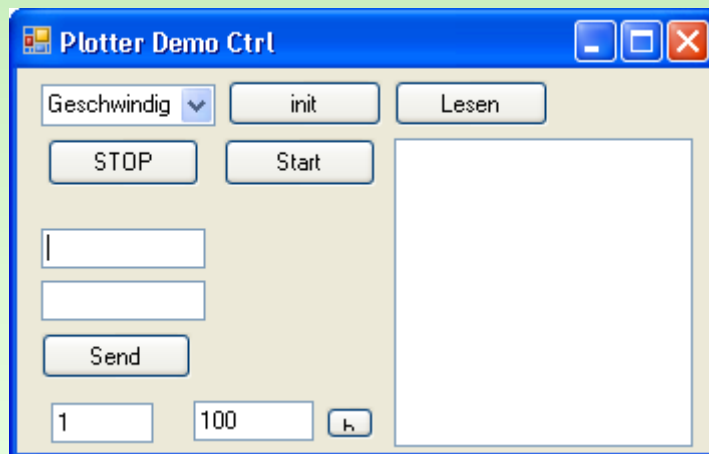 Plotter Demo Ctrl
Geschwindig init Lesen
STOP Start
Send
1 100